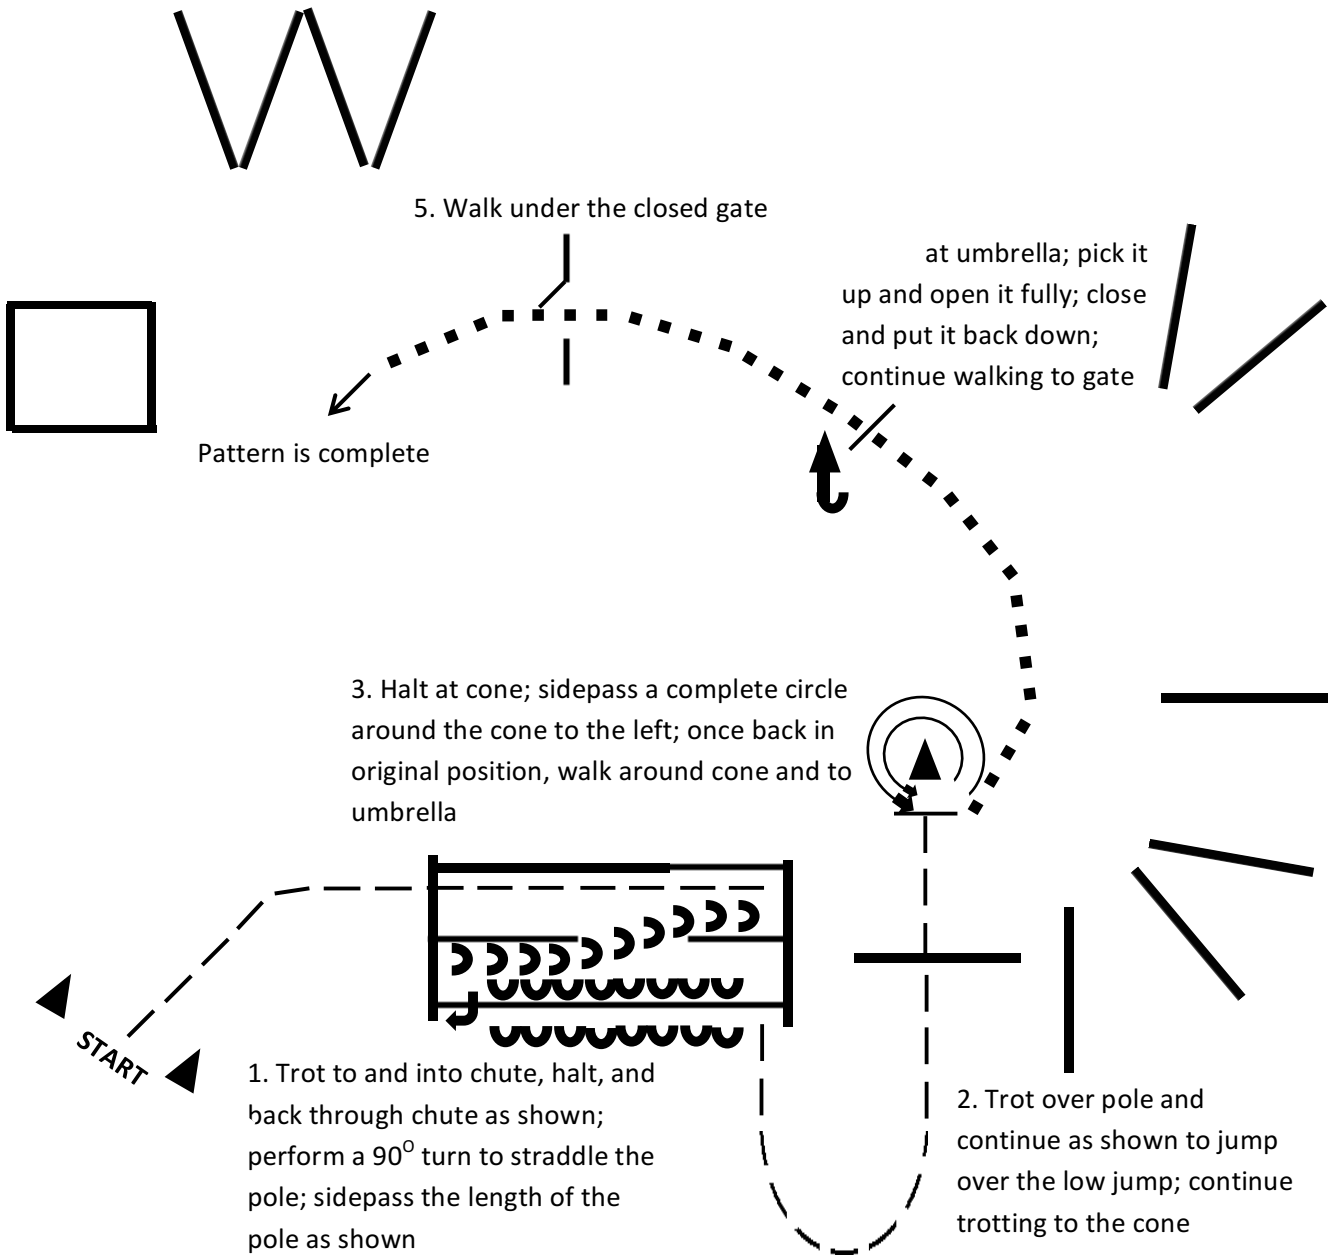 5. Walk under the closed gate
at umbrella; pick it
up and open it fully; close
and put it back down;
continue walking to gate
Pattern is complete
3. Halt at cone; sidepass a complete circle
around the cone to the left; once back in
original position, walk around cone and to
umbrella
START
1. Trot to and into chute, halt, and
back through chute as shown;
perform a 90⁰ turn to straddle the
pole; sidepass the length of the
pole as shown
2. Trot over pole and
continue as shown to jump
over the low jump; continue
trotting to the cone